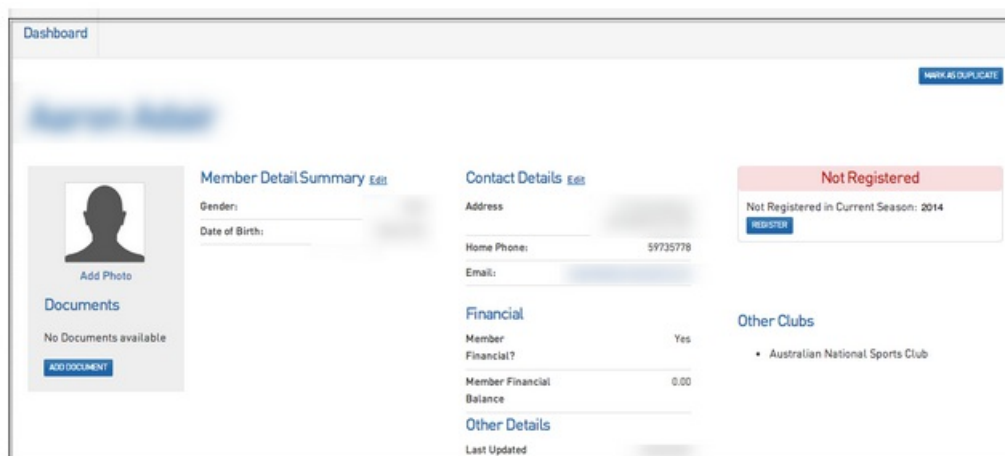 Dashboard
MARK AS DUPLICATE
Add Photo
Documents
No Documents available
ADD DOCUMENT
Member Detail Summary Edit
Gender:
Date of Birth:
Contact Details Edit
Address
Home Phone: 59735778
Email:
Financial
Member Yes
Financial?
Member Financial 0.00
Balance
Other Details
Last Updated
Not Registered
Not Registered in Current Season: 2014
REGISTER
Other Clubs
• Australian National Sports Club